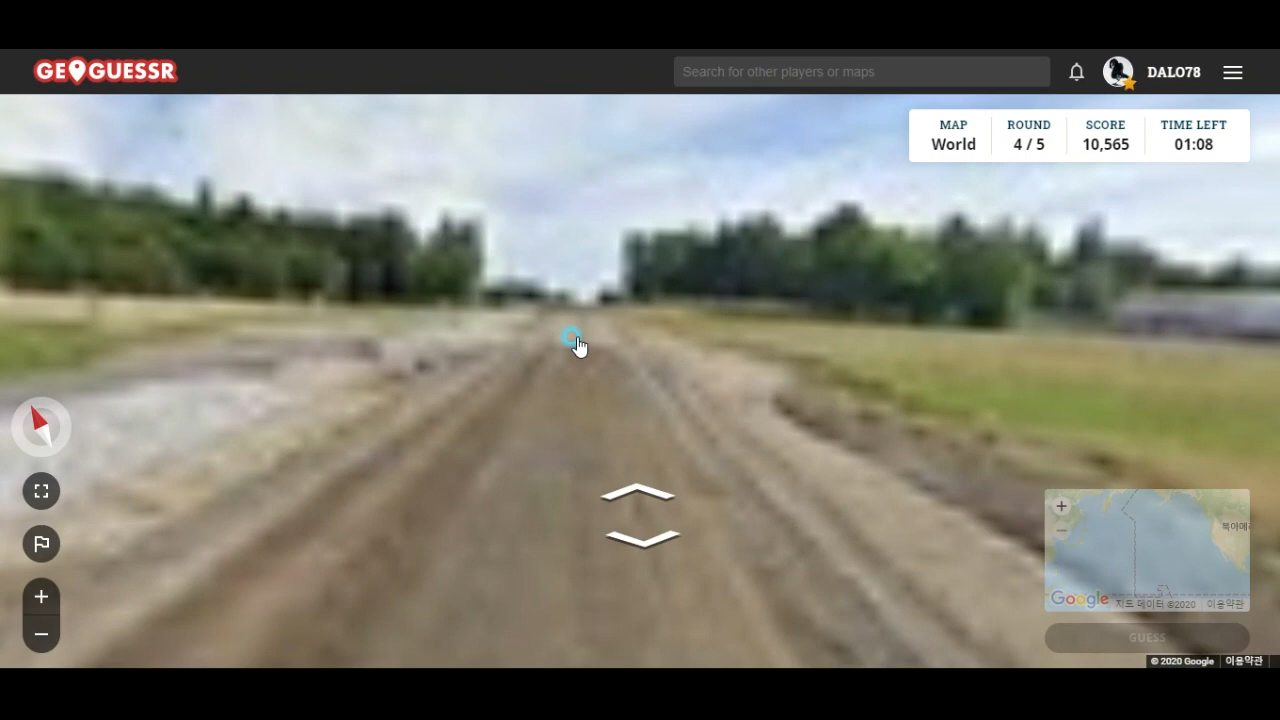 GEOGUESSR
Search for other players or maps
DALO78
MAP
World
ROUND
4 / 5
SCORE
10,565
TIME LEFT
01:08
북아메
Google
지도 데이터 ©2020
이용약관
GUESS
© 2020 Google
이용약관